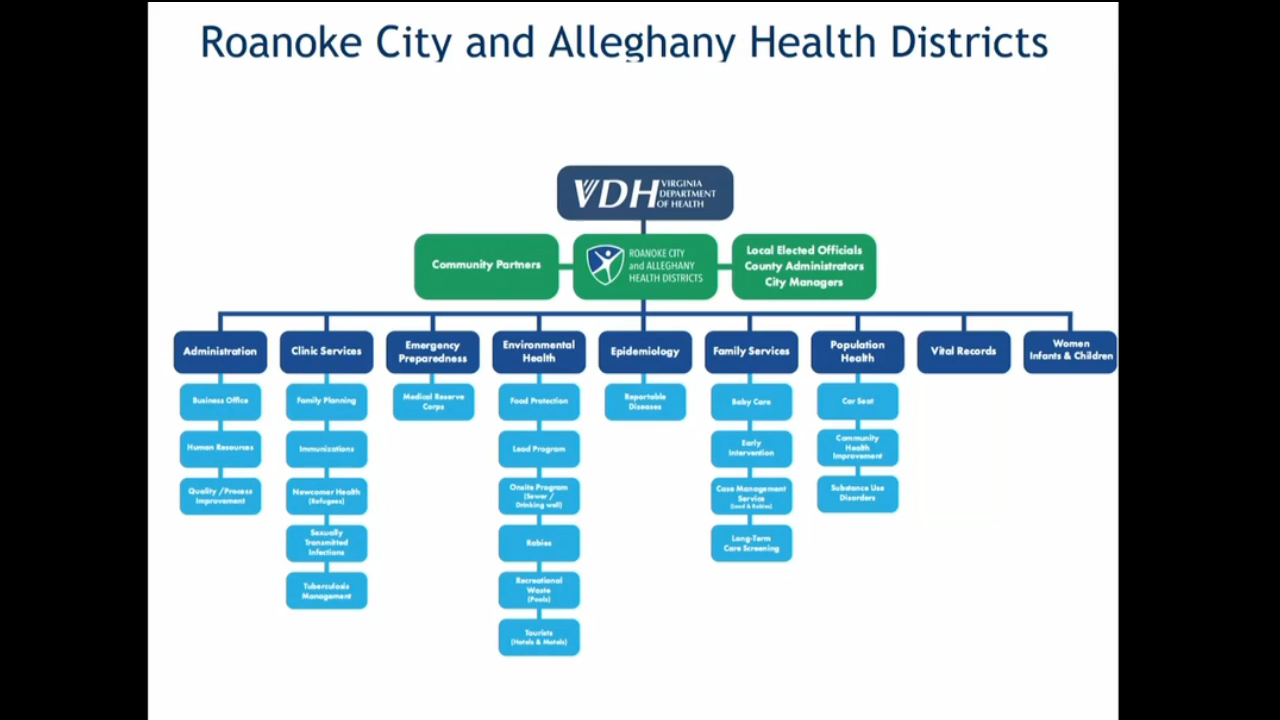 Roanoke City and Alleghany Health Districts
VDH VIRGINIA
DEPARTMENT
OF HEALTH
Community Partners
ROANOKE CITY
and ALLEGHANY
HEALTH DISTRICTS
Local Elected Officials
County Administrators
City Managers
Administration
Clinic Services
Emergency
Preparedness
Environmental
Health
Epidemiology
Family Services
Population
Health
Vital Records
Women
Infants & Children
Business Office
Human Resources
Quality /Process
Improvement
Family Planning
Immunizations
Newcomer Health
(Refugees)
Sexually
Transmitted
Infections
Tuberculosis
Management
Medical Reserve
Corps
Food Protection
Lead Program
Onsite Program
(Sewer /
Drinking well)
Rabies
Recreational
Waste
(Pools)
Tourists
(Hotels & Motels)
Reportable
Diseases
Baby Care
Early
Intervention
Case Management
Service
(Lead & Rabies)
Long-Term
Care Screening
Car Seat
Community
Health
Improvement
Substance Use
Disorders